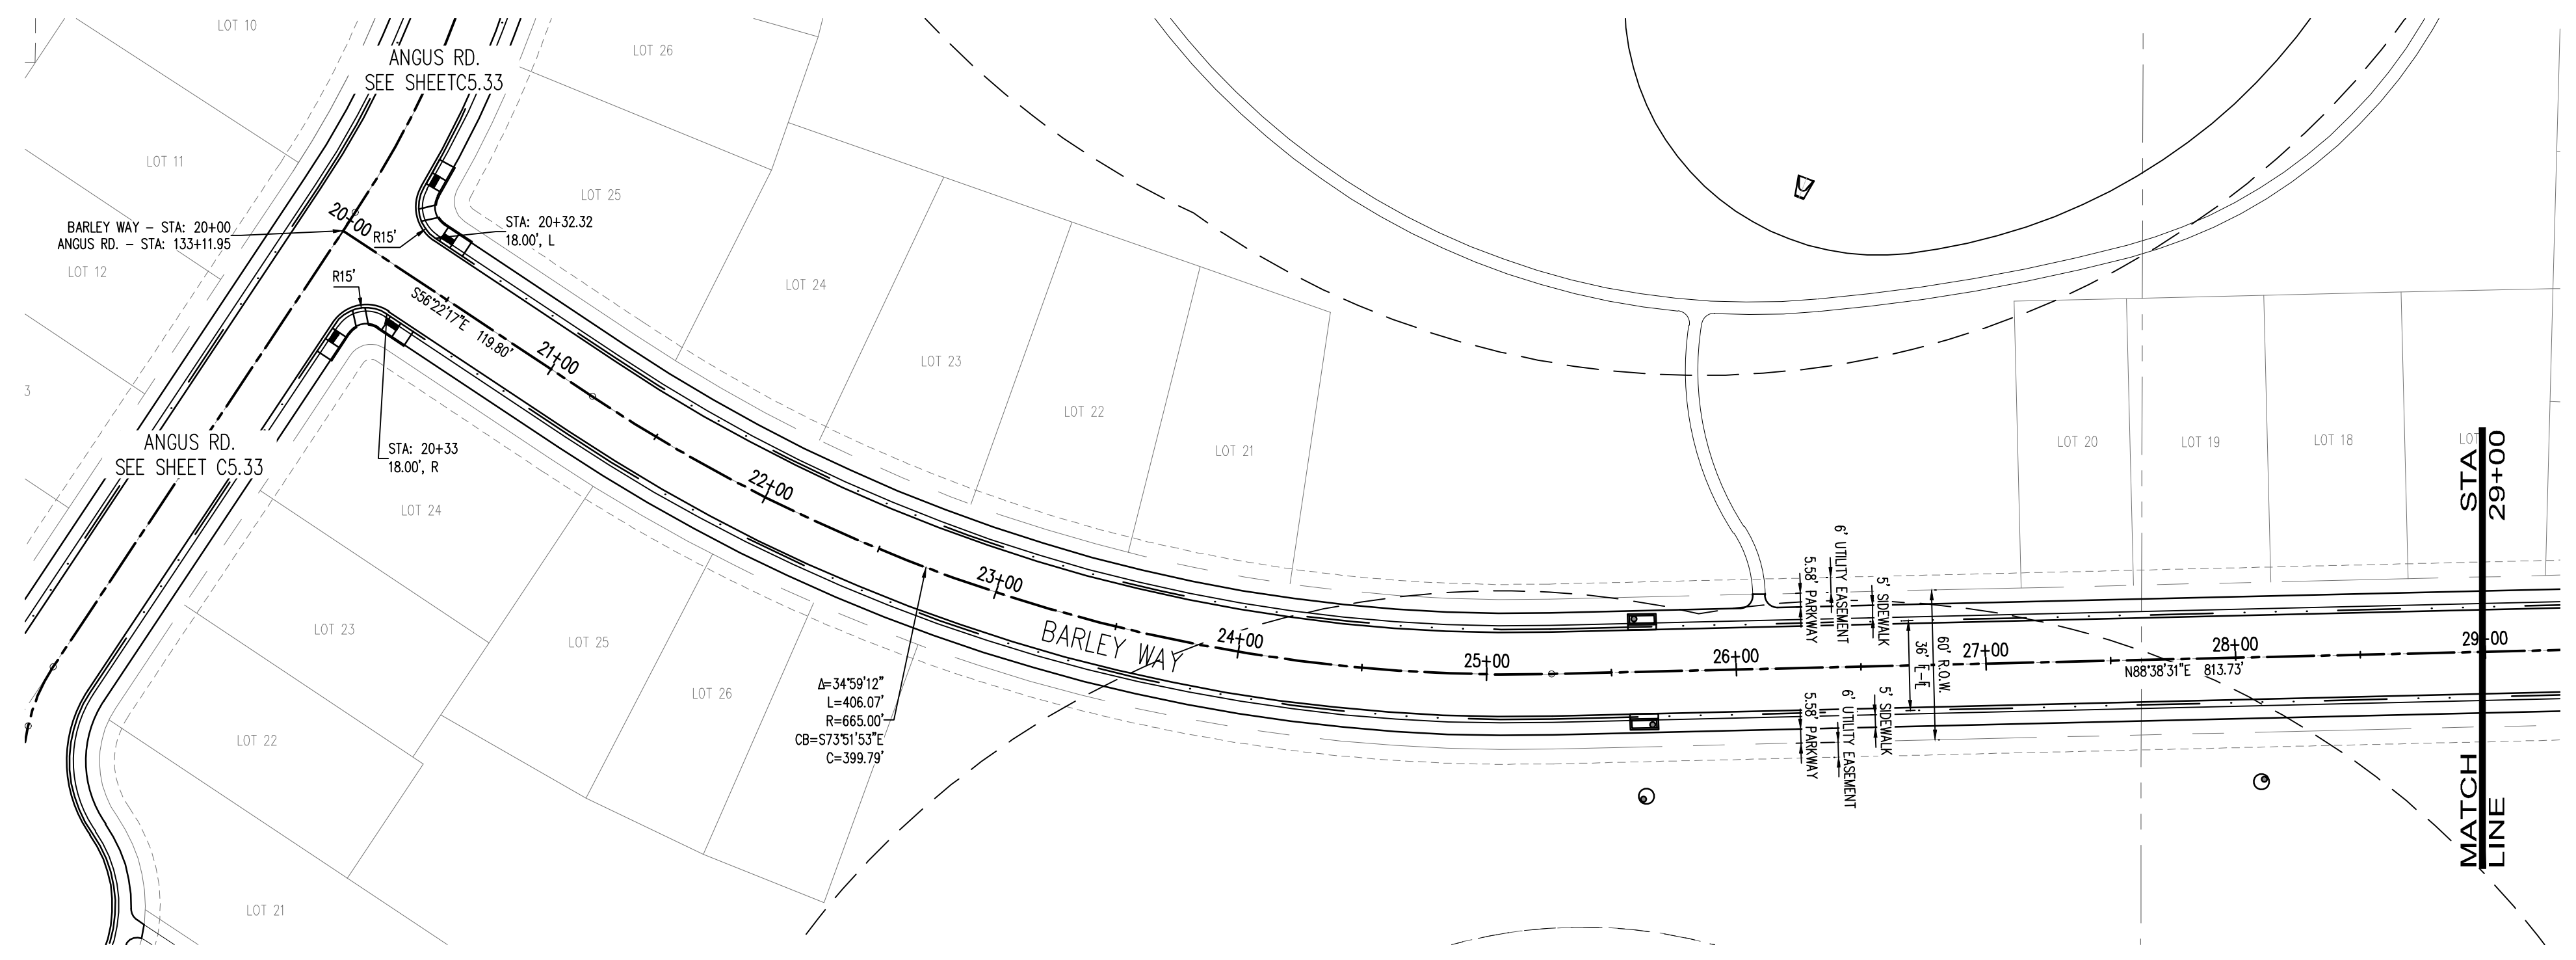 LOT 10
ANGUS RD.
SEE SHEETC5.33
LOT 26
LOT 11
LOT 25
BARLEY WAY – STA: 20+00
ANGUS RD. – STA: 133+11.95
20+00
R15'
STA: 20+32.32
18.00', L
LOT 12
R15'
S56°22'17"E 119.80'
LOT 24
21+00
LOT 23
3
LOT 22
ANGUS RD.
SEE SHEET C5.33
STA: 20+33
18.00', R
LOT 21
LOT 20
LOT 19
LOT 18
LOT
STA
29+00
22+00
LOT 24
23+00
LOT 23
LOT 25
LOT 26
BARLEY WAY
24+00
25+00
26+00
27+00
28+00
29+00
5.58' PARKWAY
6' UTILITY EASEMENT
5' SIDEWALK
36' F-F
60' R.O.W.
N88°38'31"E 813.73'
Δ=34°59'12"
L=406.07'
R=665.00'
CB=S73°51'53"E
C=399.79'
5.58' PARKWAY
6' UTILITY EASEMENT
5' SIDEWALK
LOT 22
LOT 21
MATCH
LINE